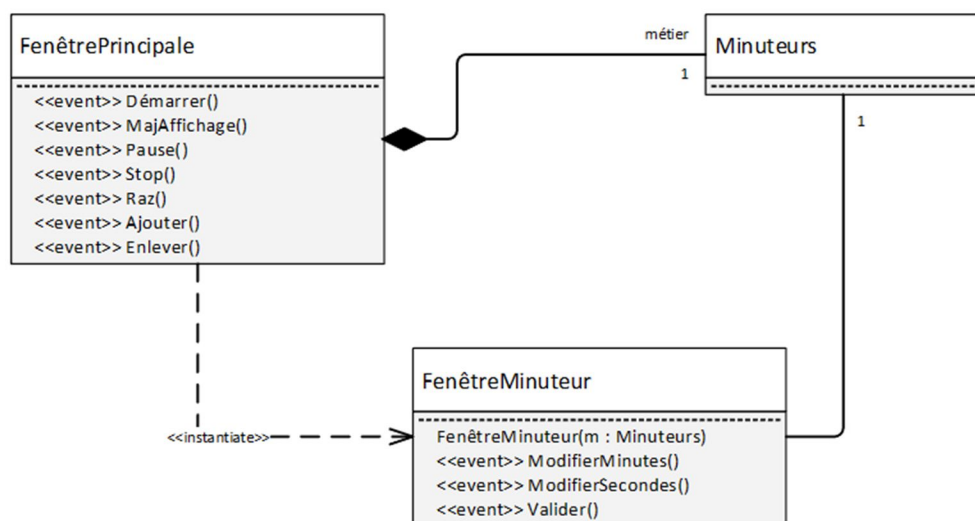 FenêtrePrincipale
<<event>> Démarrer()
<<event>> MajAffichage()
<<event>> Pause()
<<event>> Stop()
<<event>> Raz()
<<event>> Ajouter()
<<event>> Enlever()
métier
1
Minuteurs
1
<<instantiate>>
FenêtreMinuteur
FenêtreMinuteur(m : Minuteurs)
<<event>> ModifierMinutes()
<<event>> ModifierSecondes()
<<event>> Valider()